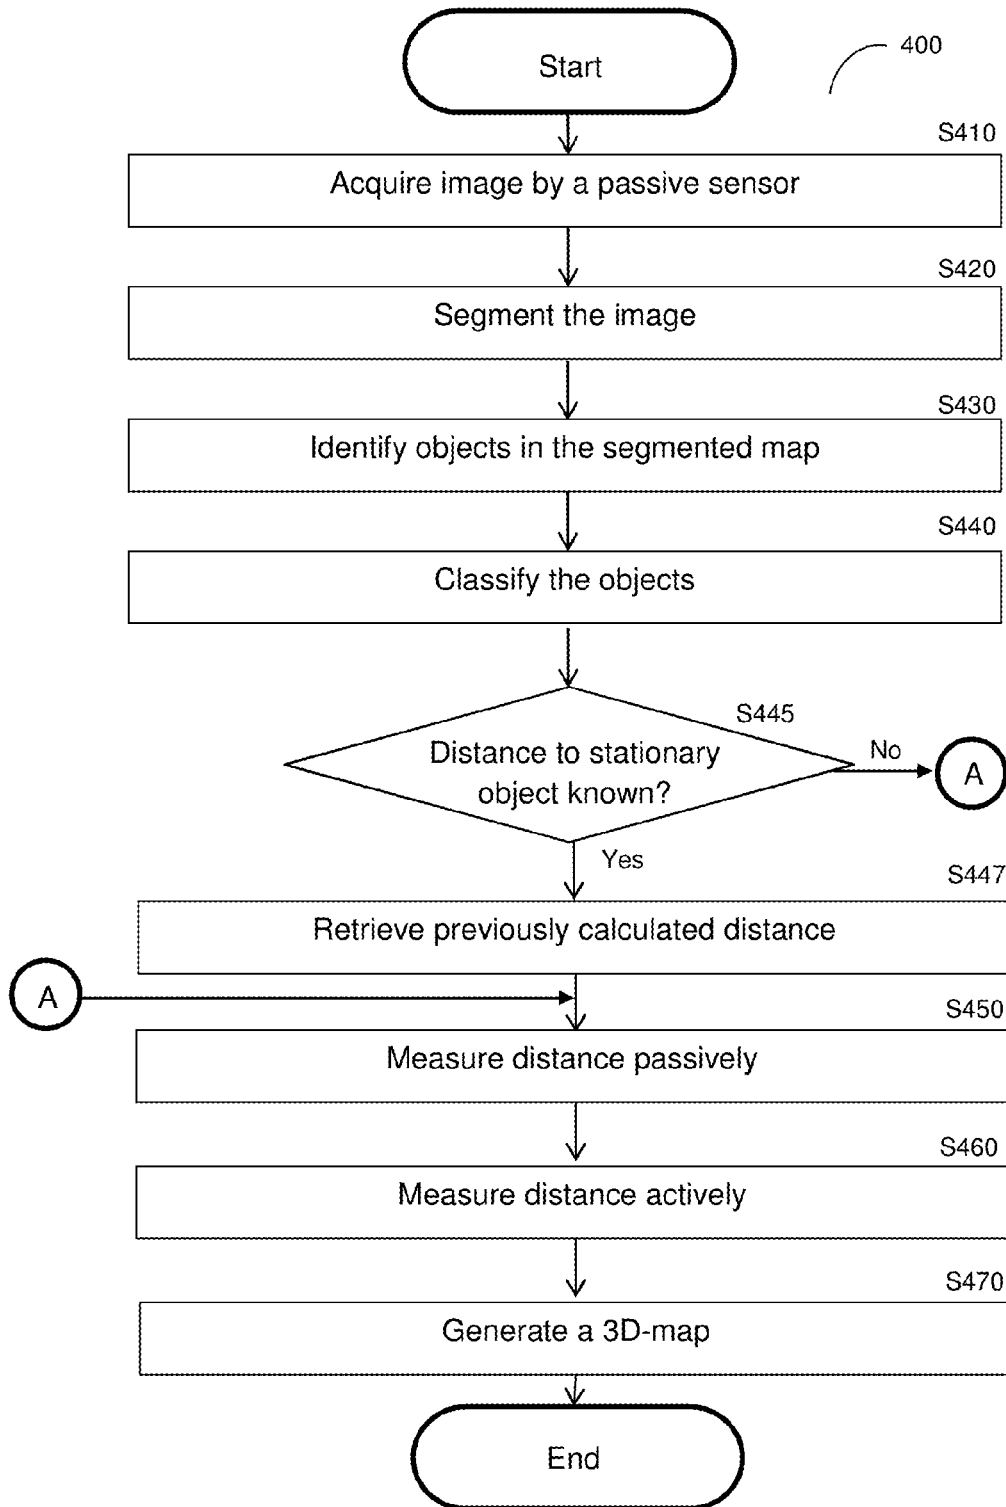 Start
400
S410
Acquire image by a passive sensor
S420
Segment the image
S430
Identify objects in the segmented map
S440
Classify the objects
S445
Distance to stationary
object known?
No
A
Yes
S447
Retrieve previously calculated distance
A
S450
Measure distance passively
S460
Measure distance actively
S470
Generate a 3D-map
End